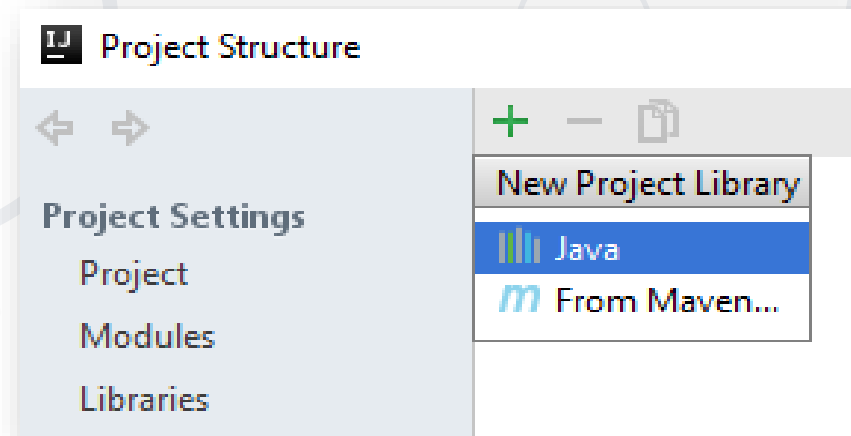 IJ Project Structure
New Project Library
Project Settings
Java
Project
m From Maven...
Modules
Libraries